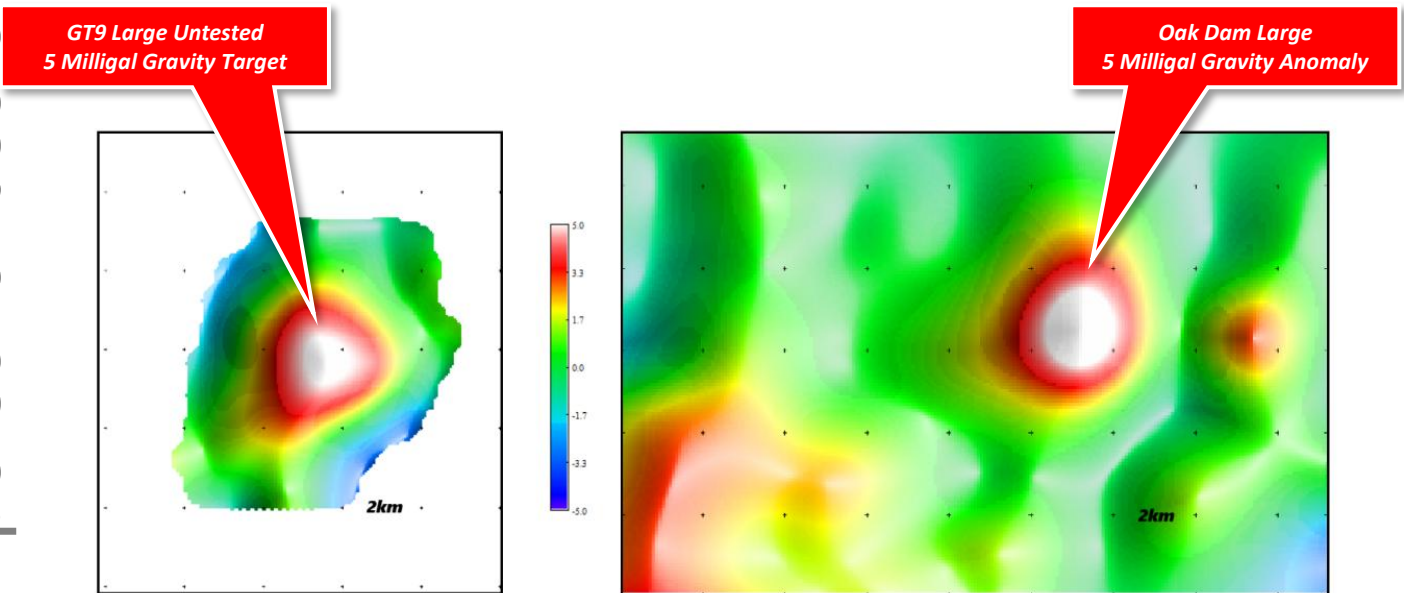 GT9 Large Untested
5 Milligal Gravity Target
Oak Dam Large
5 Milligal Gravity Anomaly
5.0
3.3
1.7
0.0
-1.7
-3.3
-5.0
2km
2km